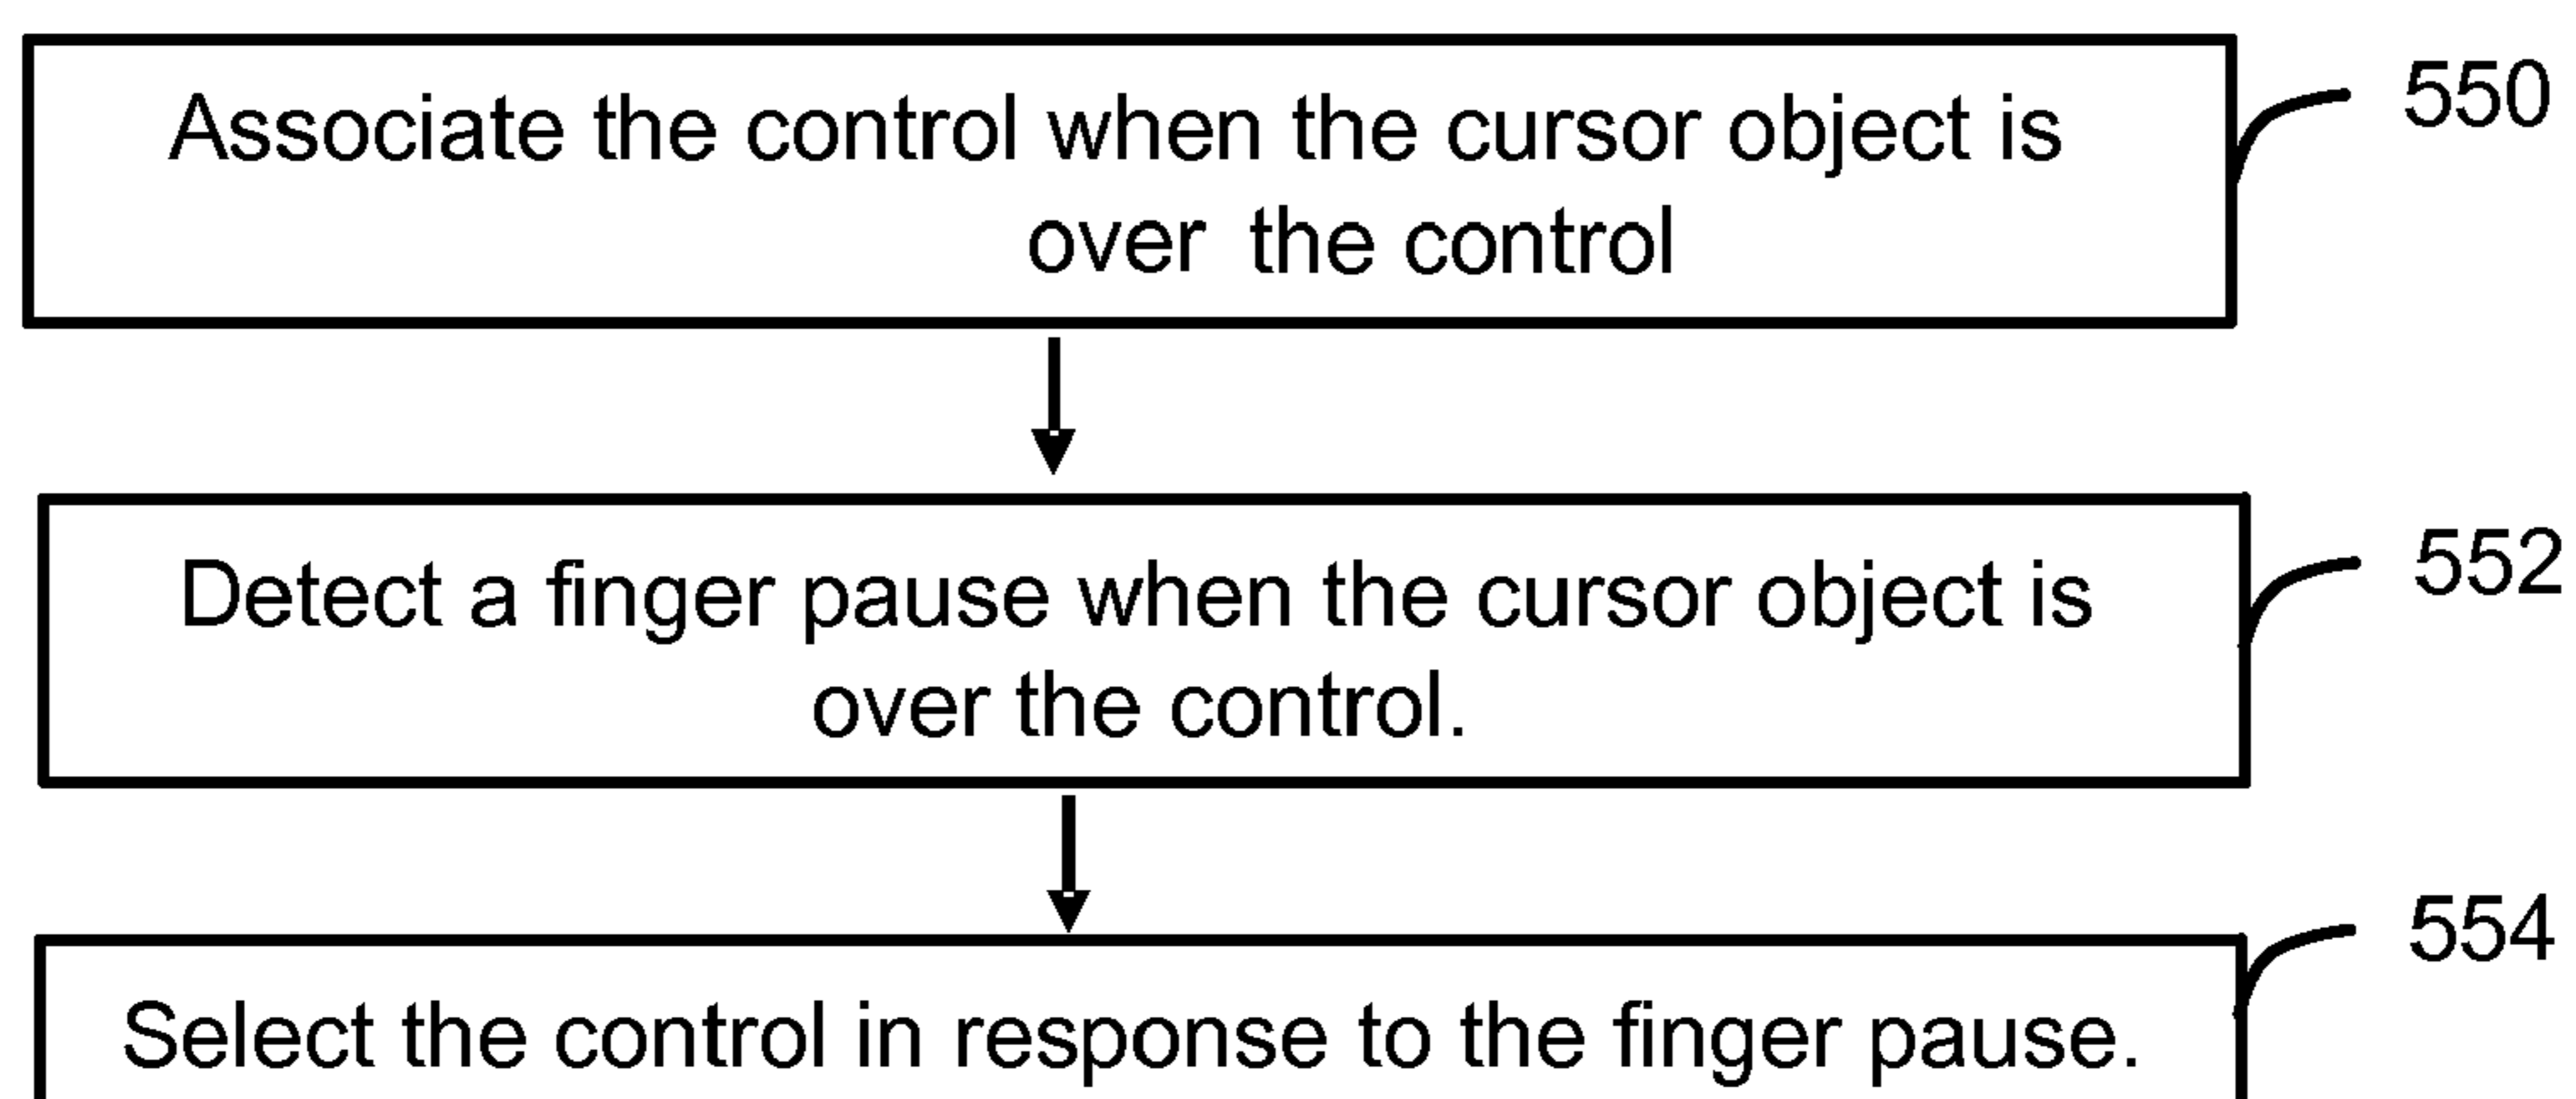 Associate the control when the cursor object is
over the control
550
Detect a finger pause when the cursor object is
over the control.
552
Select the control in response to the finger pause.
554